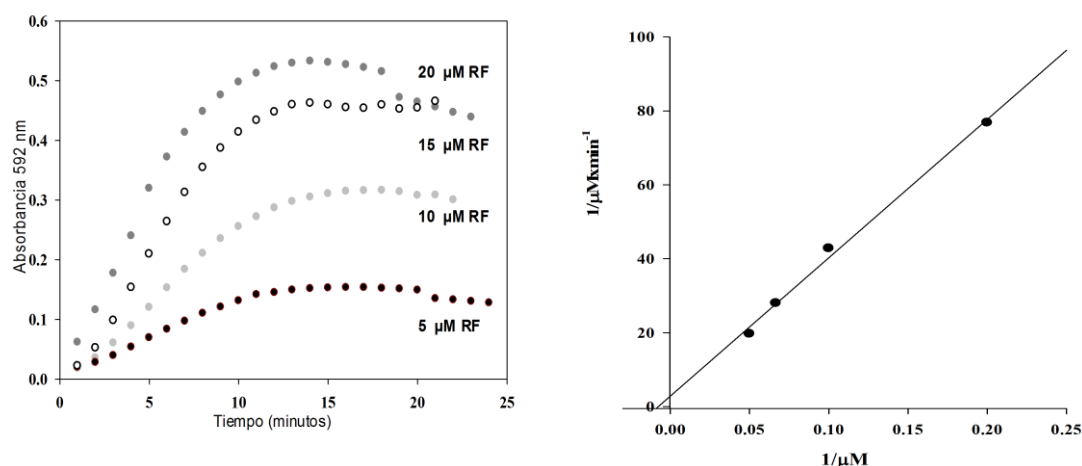 0.6
0.5
0.4
0.3
0.2
0.1
0.0
Absorbancia 592 nm
20 µM RF
15 µM RF
10 µM RF
5 µM RF
0 5 10 15 20 25
Tiempo (minutos)
100
80
60
40
20
0
1/µMxmin⁻¹
0.00 0.05 0.10 0.15 0.20 0.25
1/µM